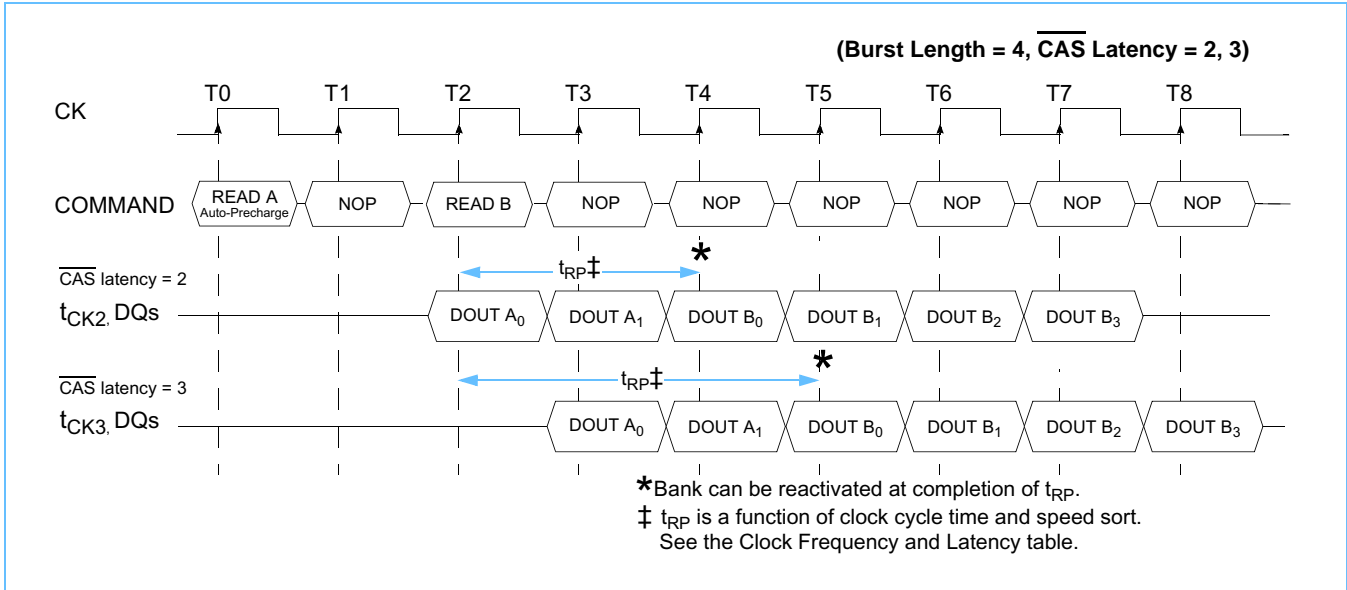 (Burst Length = 4, CAS Latency = 2, 3)
T0 T1 T2 T3 T4 T5 T6 T7 T8
CK
COMMAND
READ A
Auto-Precharge
NOP
READ B
NOP
NOP
NOP
NOP
NOP
NOP
*
CAS latency = 2
tRP‡
tCK2, DQs
DOUT A0
DOUT A1
DOUT B0
DOUT B1
DOUT B2
DOUT B3
*
CAS latency = 3
tRP‡
tCK3, DQs
DOUT A0
DOUT A1
DOUT B0
DOUT B1
DOUT B2
DOUT B3
*Bank can be reactivated at completion of tRP.
‡ tRP is a function of clock cycle time and speed sort.
See the Clock Frequency and Latency table.